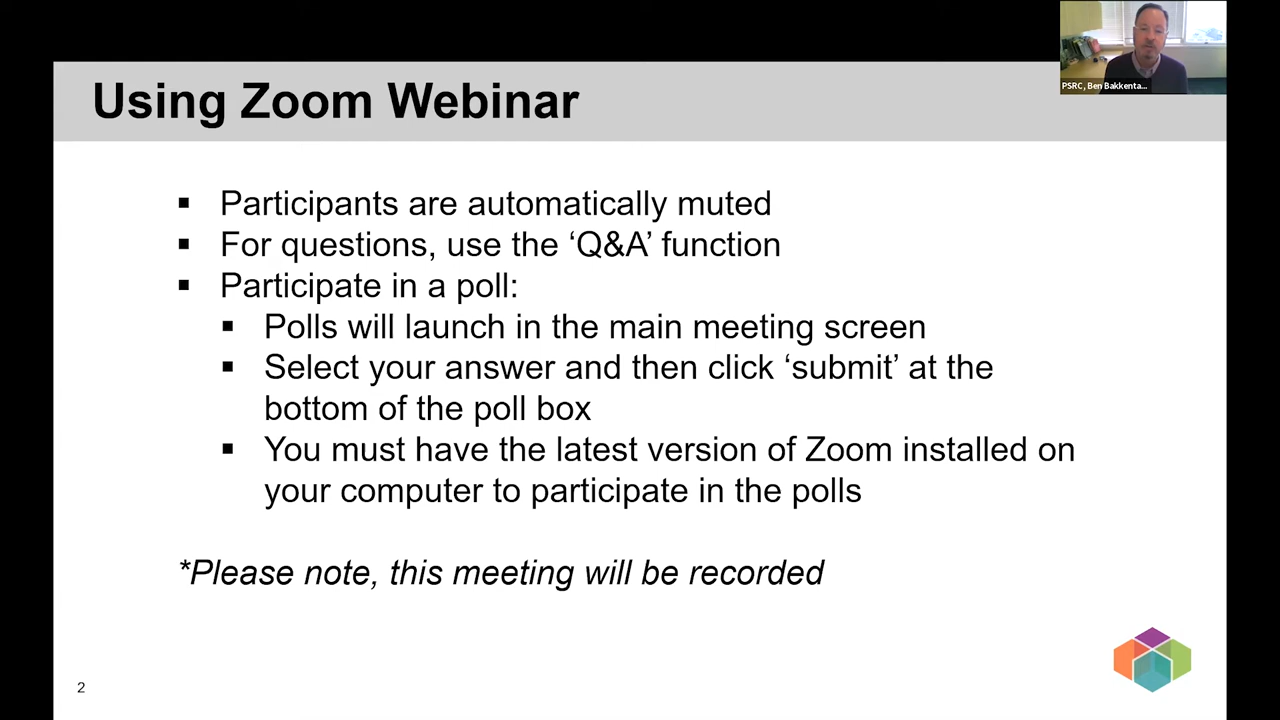 Using Zoom Webinar
PSRC, Ben Bakkenta...
▪ Participants are automatically muted
▪ For questions, use the ‘Q&A’ function
▪ Participate in a poll:
▪ Polls will launch in the main meeting screen
▪ Select your answer and then click ‘submit’ at the
bottom of the poll box
▪ You must have the latest version of Zoom installed on
your computer to participate in the polls
*Please note, this meeting will be recorded
2